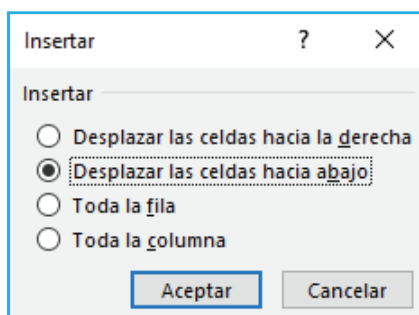 Insertar ?
Insertar
Desplazar las celdas hacia la derecha
Desplazar las celdas hacia abajo
Toda la fila
Toda la columna
Aceptar Cancelar